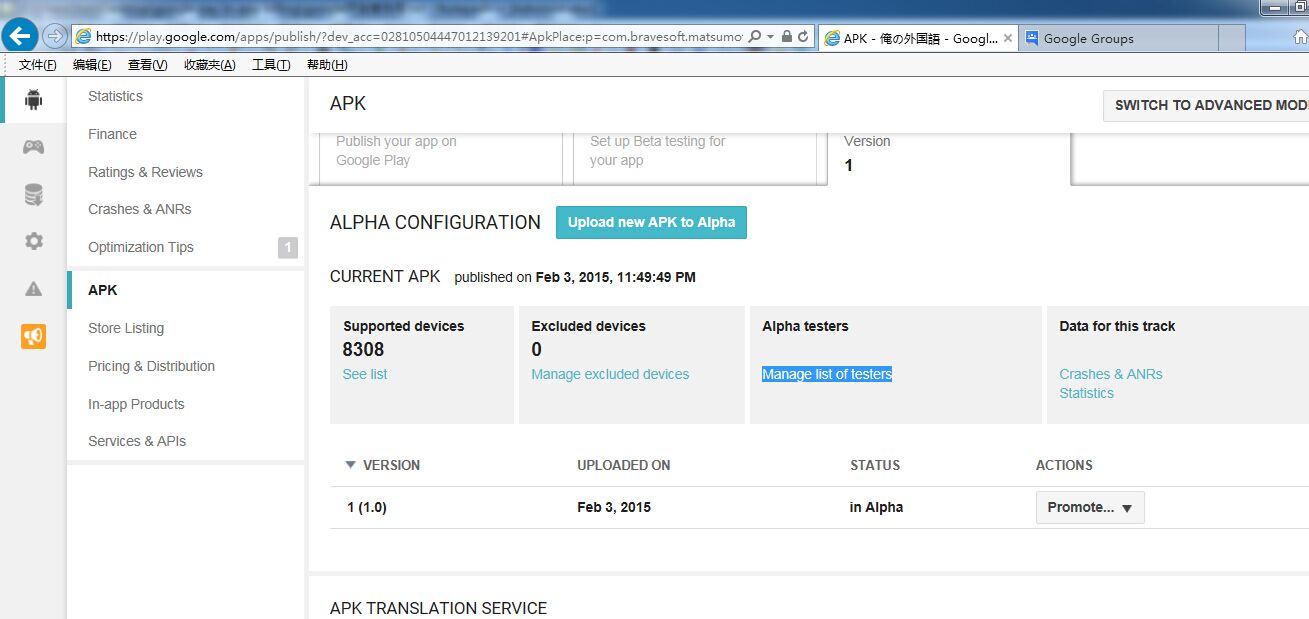 https://play.google.com/apps/publish/?dev_acc=02810504447012139201#ApkPlace:p=com.bravesoft.matsumo
APK - 俺の外国語 - Googl...
Google Groups
文件(F) 编辑(E) 查看(V) 收藏夹(A) 工具(T) 帮助(H)
Statistics
Finance
Ratings & Reviews
Crashes & ANRs
Optimization Tips 1
APK
Store Listing
Pricing & Distribution
In-app Products
Services & APIs
APK
SWITCH TO ADVANCED MOD
Publish your app on
Google Play
Set up Beta testing for
your app
Version
1
ALPHA CONFIGURATION
Upload new APK to Alpha
CURRENT APK published on Feb 3, 2015, 11:49:49 PM
Supported devices
8308
See list
Excluded devices
0
Manage excluded devices
Alpha testers
Manage list of testers
Data for this track
Crashes & ANRs
Statistics
VERSION UPLOADED ON STATUS ACTIONS
1 (1.0) Feb 3, 2015 in Alpha Promote...
APK TRANSLATION SERVICE